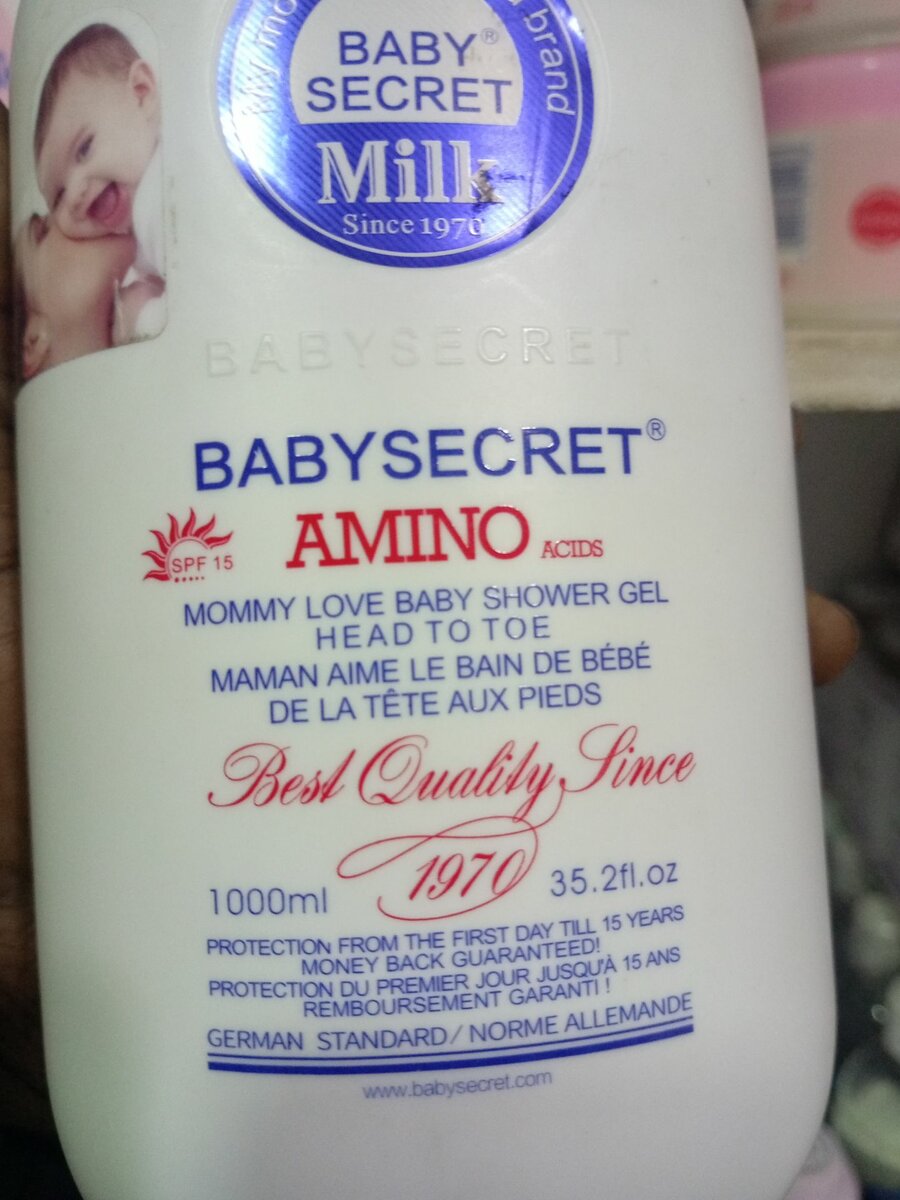 My mo
brand
BABY®
SECRET
Milk
Since 1970
BABYSECRET
BABYSECRET®
SPF 15
AMINO ACIDS
MOMMY LOVE BABY SHOWER GEL
HEAD TO TOE
MAMAN AIME LE BAIN DE BÉBÉ
DE LA TÊTE AUX PIEDS
Best Quality Since
1970
1000ml
35.2fl.oz
PROTECTION FROM THE FIRST DAY TILL 15 YEARS
MONEY BACK GUARANTEED!
PROTECTION DU PREMIER JOUR JUSQU'À 15 ANS
REMBOURSEMENT GARANTI !
GERMAN STANDARD / NORME ALLEMANDE
www.babysecret.com